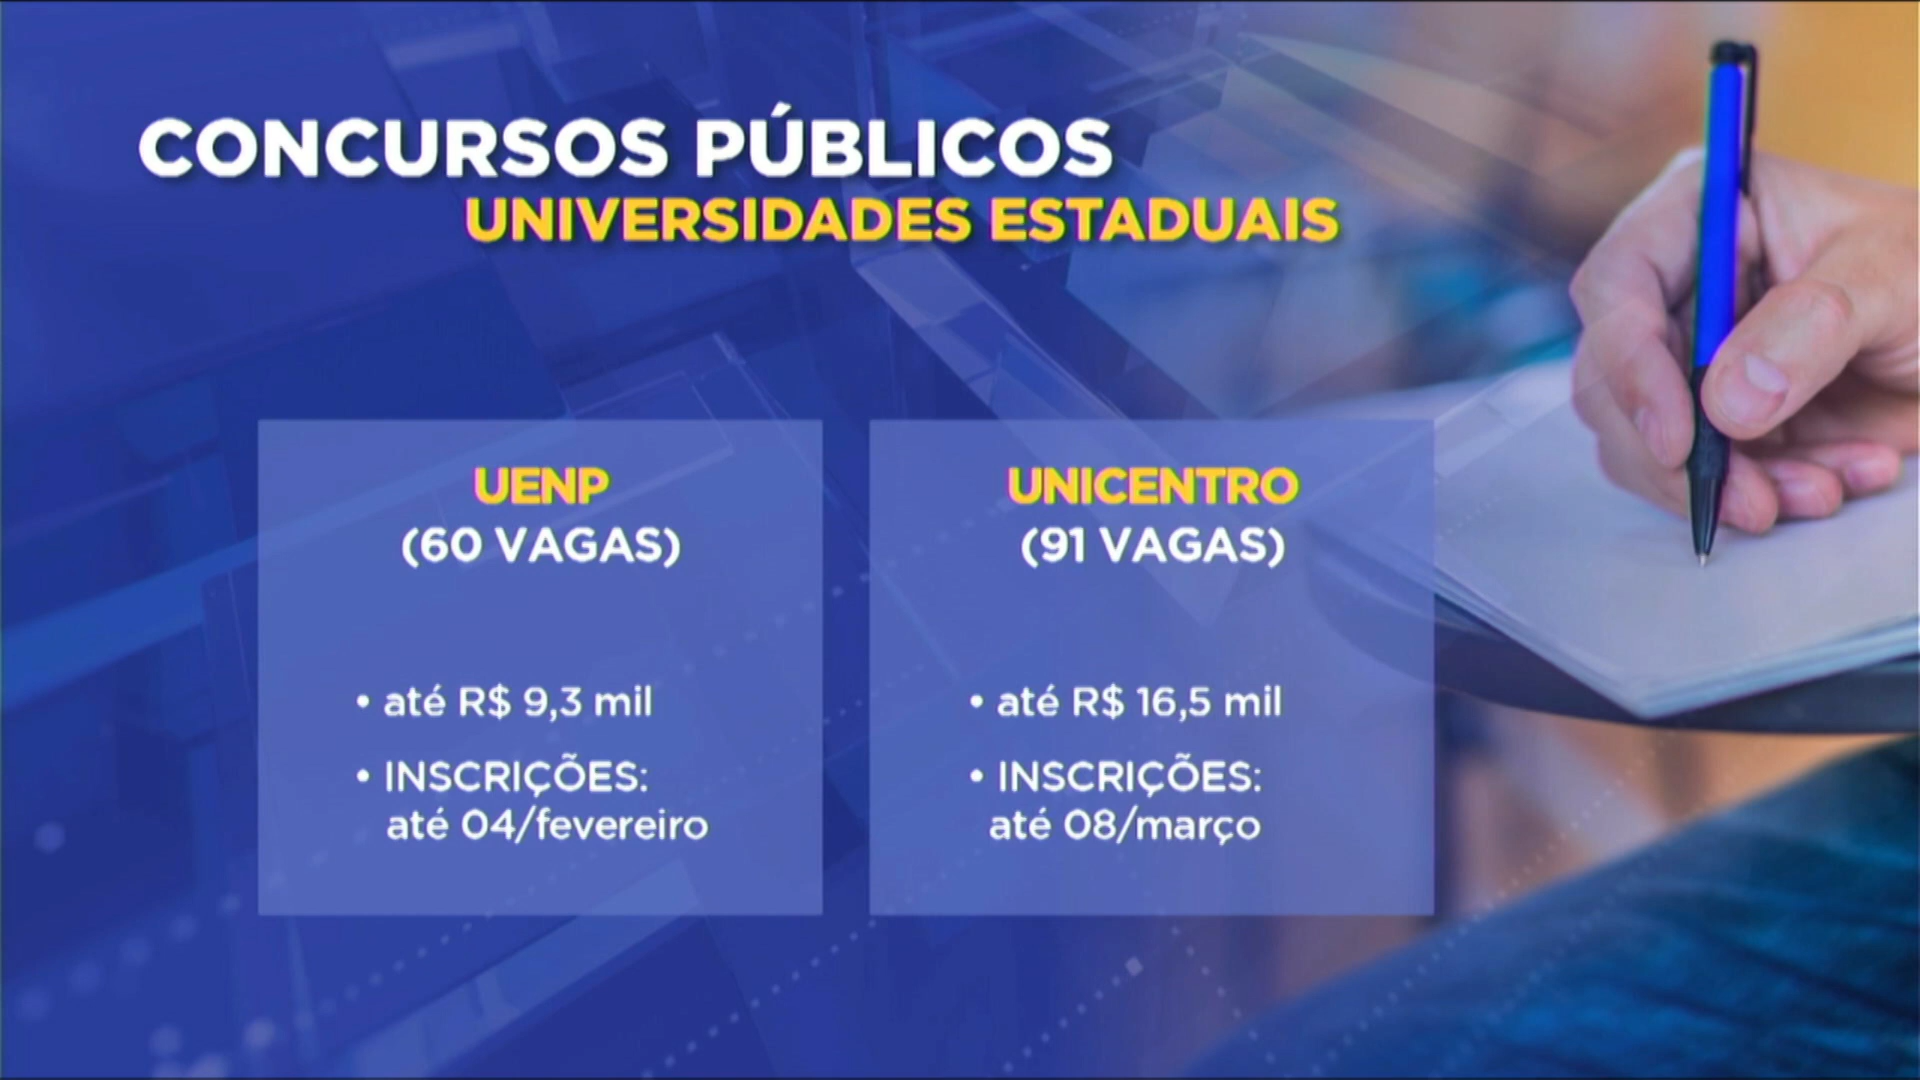 CONCURSOS PÚBLICOS
UNIVERSIDADES ESTADUAIS
UENP
(60 VAGAS)
• até R$ 9,3 mil
• INSCRIÇÕES:
até 04/fevereiro
UNICENTRO
(91 VAGAS)
• até R$ 16,5 mil
• INSCRIÇÕES:
até 08/março